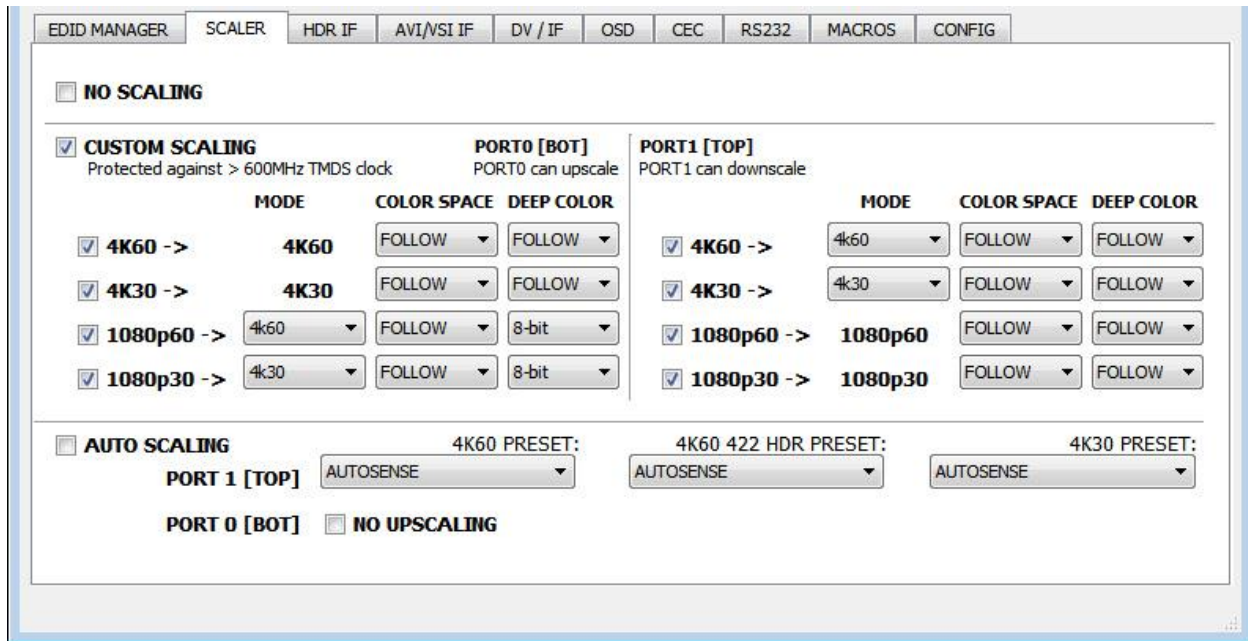 EDID MANAGER SCALER HDR IF AVI/VSI IF DV / IF OSD CEC RS232 MACROS CONFIG
NO SCALING
CUSTOM SCALING PORT0 [BOT] PORT1 [TOP]
Protected against > 600MHz TMDS clock PORT0 can upscale PORT1 can downscale
MODE COLOR SPACE DEEP COLOR MODE COLOR SPACE DEEP COLOR
4K60 -> 4K60 FOLLOW FOLLOW 4K60 -> 4k60 FOLLOW FOLLOW
4K30 -> 4K30 FOLLOW FOLLOW 4K30 -> 4k30 FOLLOW FOLLOW
1080p60 -> 4k60 FOLLOW 8-bit 1080p60 -> 1080p60 FOLLOW FOLLOW
1080p30 -> 4k30 FOLLOW 8-bit 1080p30 -> 1080p30 FOLLOW FOLLOW
AUTO SCALING 4K60 PRESET: 4K60 422 HDR PRESET: 4K30 PRESET:
PORT 1 [TOP] AUTOSENSE AUTOSENSE AUTOSENSE
PORT 0 [BOT] NO UPSCALING